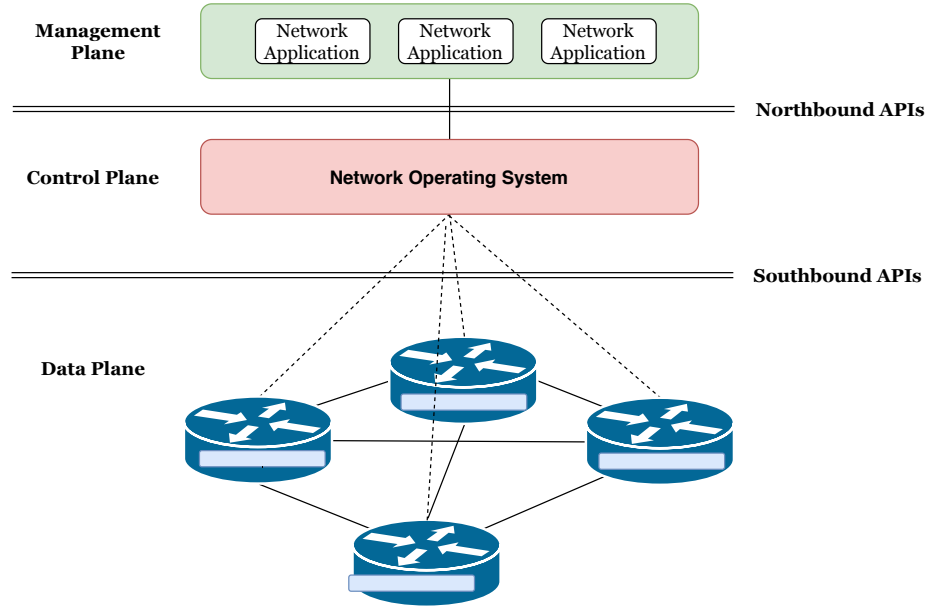 Management
Plane
Network
Application
Network
Application
Network
Application
Northbound APIs
Control Plane
Network Operating System
Southbound APIs
Data Plane